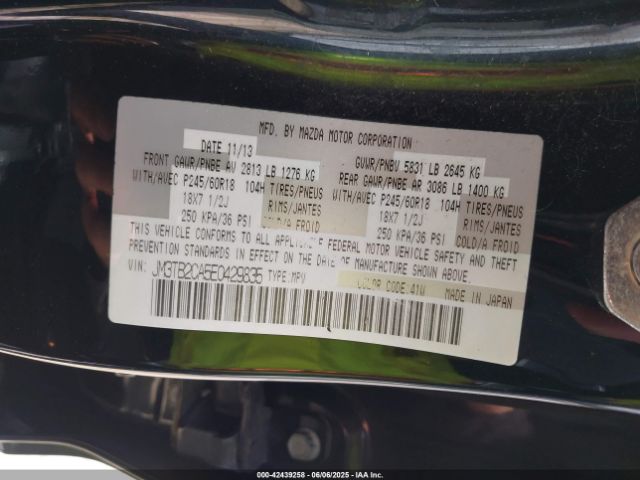 MFD. BY MAZDA MOTOR CORPORATION
DATE 11/13 GVWR/PNBV 5831 LB 2645 KG
FRONT GAWR/PNBE AV 2813 LB 1276 KG REAR GAWR/PNBE AR 3086 LB 1400 KG
WITH/AVEC P245/60R18 104H TIRES/PNEUS WITH/AVEC P245/60R18 104H TIRES/PNEUS
18X7 1/2J RIMS/JANTES 18X7 1/2J RIMS/JANTES
250 KPA/36 PSI COLD/A FROID 250 KPA/36 PSI COLD/A FROID
THIS VEHICLE CONFORMS TO ALL APPLICABLE FEDERAL MOTOR VEHICLE SAFETY AND THEFT
PREVENTION STANDARDS IN EFFECT ON THE DATE OF MANUFACTURE SHOWN ABOVE.
VIN: JM3TB2CA5E0429835 TYPE:MPV COLOR CODE:41W MADE IN JAPAN
000-42439258 - 06/06/2025 - IAA Inc.